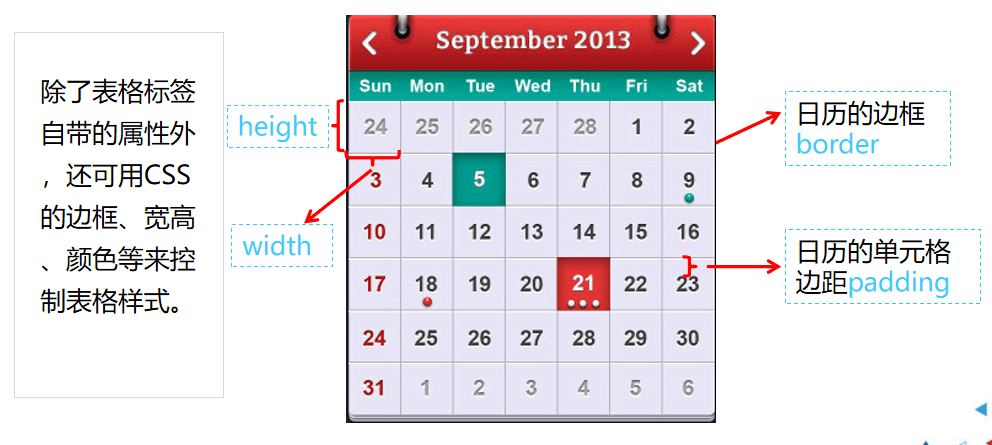 除了表格标签
自带的属性外
，还可用CSS
的边框、宽高
、颜色等来控
制表格样式。
height
width
September 2013
Sun Mon Tue Wed Thu Fri Sat
24 25 26 27 28 1 2
3 4 5 6 7 8 9
10 11 12 13 14 15 16
17 18 19 20 21 22 23
24 25 26 27 28 29 30
31 1 2 3 4 5 6
日历的边框
border
日历的单元格
边距padding